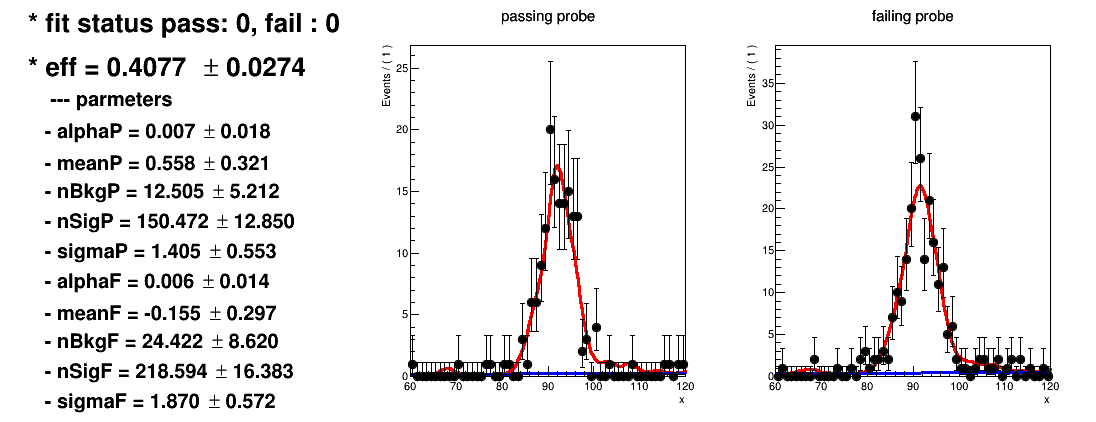 * fit status pass: 0, fail : 0
* eff = 0.4077 ± 0.0274
--- parmeters
- alphaP = 0.007 ± 0.018
- meanP = 0.558 ± 0.321
- nBkgP = 12.505 ± 5.212
- nSigP = 150.472 ± 12.850
- sigmaP = 1.405 ± 0.553
- alphaF = 0.006 ± 0.014
- meanF = -0.155 ± 0.297
- nBkgF = 24.422 ± 8.620
- nSigF = 218.594 ± 16.383
- sigmaF = 1.870 ± 0.572
passing probe
Events / ( 1 )
25
20
15
10
5
0
60 70 80 90 100 110 120
x
failing probe
Events / ( 1 )
35
30
25
20
15
10
5
0
60 70 80 90 100 110 120
x